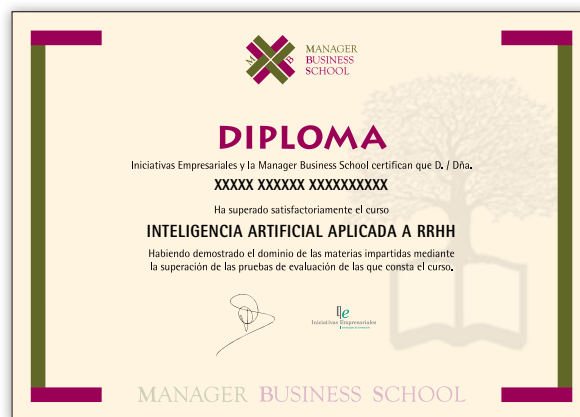 M B
MANAGER
BUSINESS
SCHOOL
DIPLOMA
Iniciativas Empresariales y la Manager Business School certifican que D. / Dña.
XXXXX XXXXXX XXXXXXXXXX
Ha superado satisfactoriamente el curso
INTELIGENCIA ARTIFICIAL APLICADA A RRHH
Habiendo demostrado el dominio de las materias impartidas mediante
la superación de las pruebas de evaluación de las que consta el curso.
Iniciativas Empresariales
MANAGER BUSINESS SCHOOL